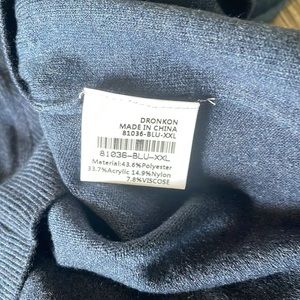 DRONKON
MADE IN CHINA
81036-BLU-XXL
81036-BLU-XXL
Material:43.6%Polyester
33.7%Acrylic 14.9%Nylon
7.8%VISCOSE